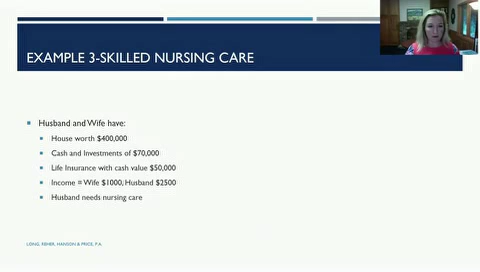 EXAMPLE 3-SKILLED NURSING CARE
Husband and Wife have:
House worth $400,000
Cash and Investments of $70,000
Life Insurance with cash value $50,000
Income = Wife $1000, Husband $2500
Husband needs nursing care
LONG, REHER, HANSON & PRICE, P.A.